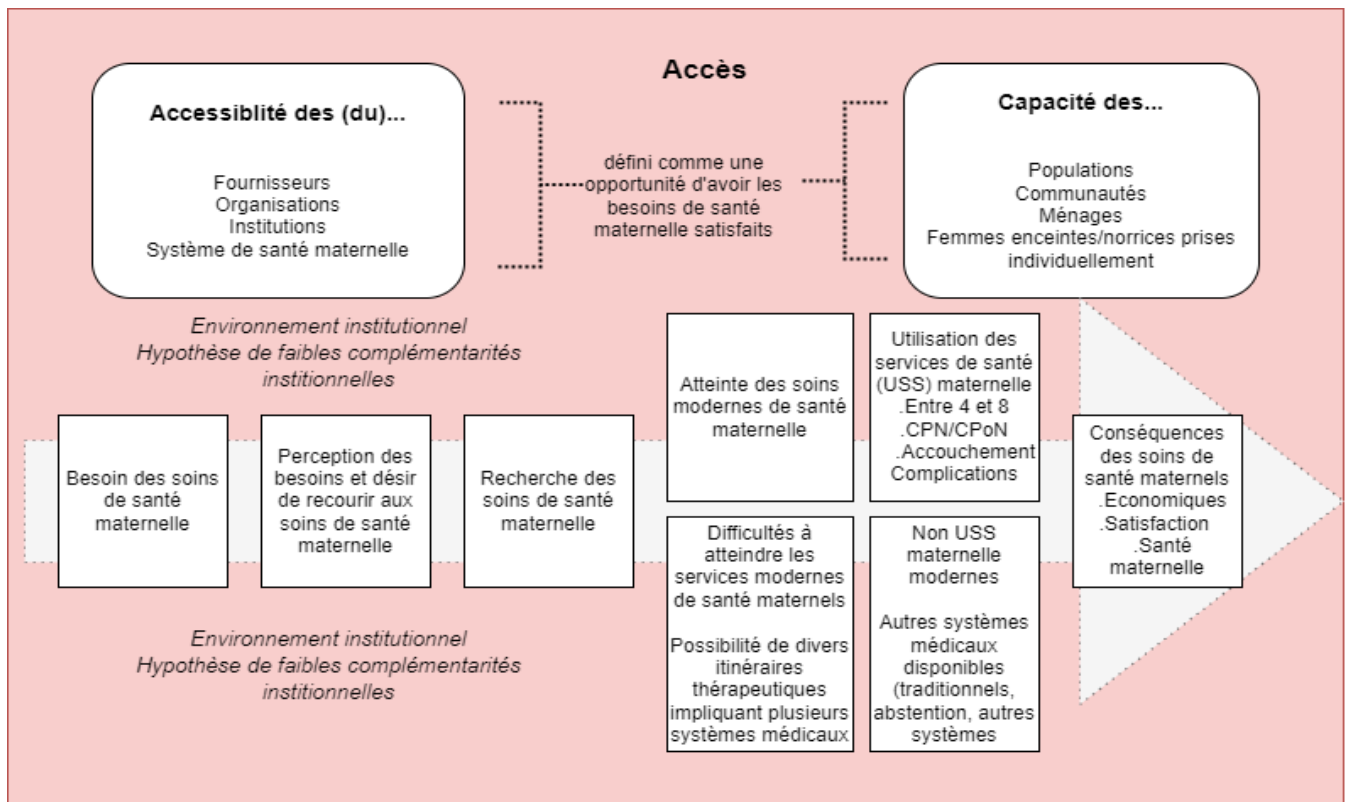 Accès
Accessiblité des (du)...
Fournisseurs
Organisations
Institutions
Système de santé maternelle
défini comme une
opportunité d'avoir les
besoins de santé
maternelle satisfaits
Capacité des...
Populations
Communautés
Ménages
Femmes enceintes/norrices prises
individuellement
Environnement institutionnel
Hypothèse de faibles complémentarités
institionnelles
Besoin des soins
de santé
maternelle
Perception des
besoins et désir
de recourir aux
soins de santé
maternelle
Recherche des
soins de santé
maternelle
Atteinte des soins
modernes de santé
maternelle
Utilisation des
services de santé
(USS) maternelle
.Entre 4 et 8
.CPN/CPoN
.Accouchement
Complications
Difficultés à
atteindre les
services modernes
de santé maternels
Possibilité de divers
itinéraires
thérapeutiques
impliquant plusieurs
systèmes médicaux
Non USS
maternelle
modernes
Autres systèmes
médicaux
disponibles
(traditionnels,
abstention, autres
systèmes
Conséquences
des soins de
santé maternels
.Economiques
.Satisfaction
.Santé
maternelle
Environnement institutionnel
Hypothèse de faibles complémentarités
institionnelles